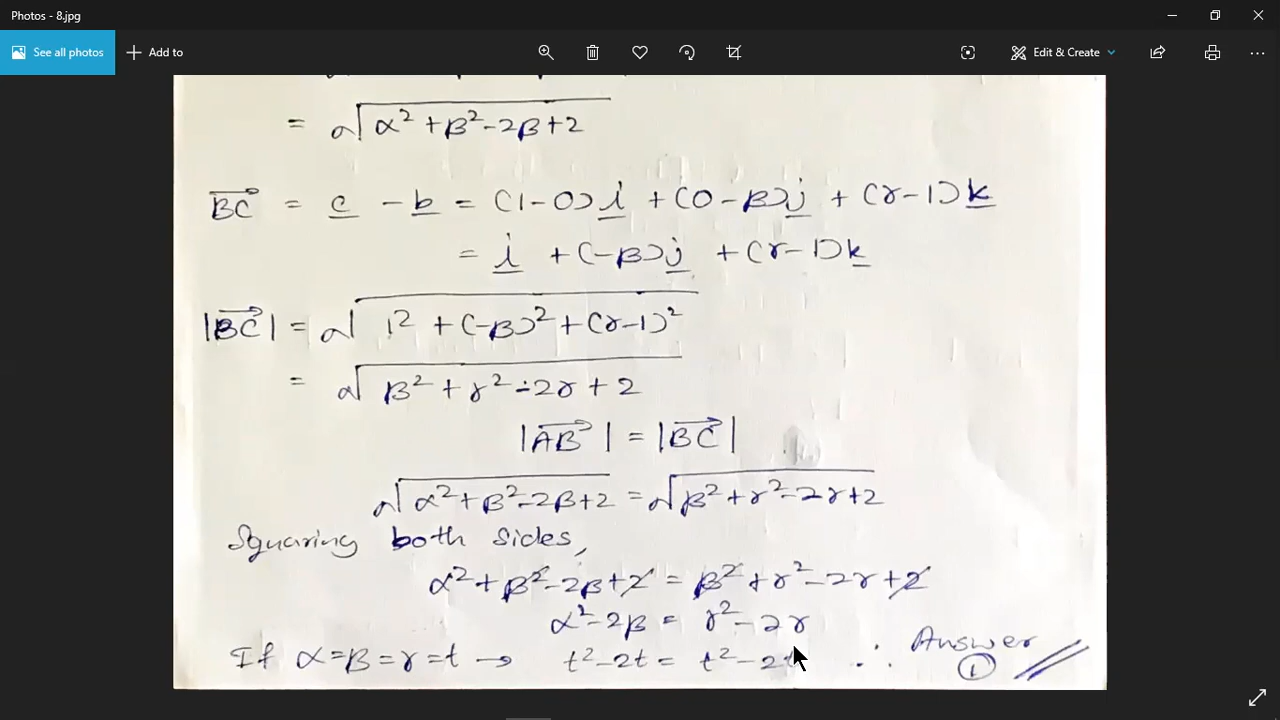 Photos - 8.jpg
See all photos
Add to
Edit & Create
= √α² + β² - 2β + 2
BC = c - b = (1-0)i + (0-β)j + (γ-1)k
= i + (-β)j + (γ-1)k
|BC| = √1² + (-β)² + (γ-1)²
= √β² + γ² - 2γ + 2
|AB| = |BC|
√α² + β² - 2β + 2 = √β² + γ² - 2γ + 2
Squaring both sides,
α² + β² - 2β + 2 = β² + γ² - 2γ + 2
α² - 2β = γ² - 2γ
If α = β = γ = t → t² - 2t = t² - 2t ∴ Answer
①